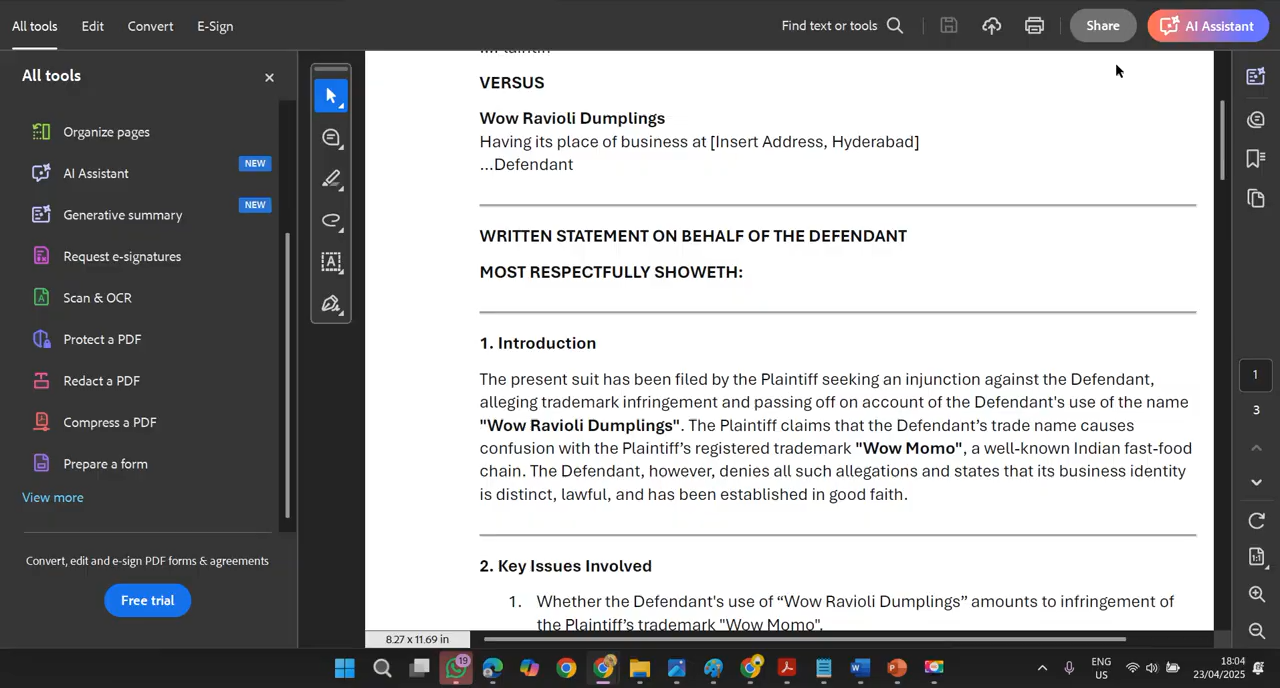 All tools
Edit
Convert
E-Sign
Find text or tools
Share
AI Assistant
All tools
Organize pages
AI Assistant
NEW
Generative summary
NEW
Request e-signatures
Scan & OCR
Protect a PDF
Redact a PDF
Compress a PDF
Prepare a form
View more
Convert, edit and e-sign PDF forms & agreements
Free trial
VERSUS
Wow Ravioli Dumplings
Having its place of business at [Insert Address, Hyderabad]
...Defendant
WRITTEN STATEMENT ON BEHALF OF THE DEFENDANT
MOST RESPECTFULLY SHOWETH:
1. Introduction
The present suit has been filed by the Plaintiff seeking an injunction against the Defendant,
alleging trademark infringement and passing off on account of the Defendant's use of the name
"Wow Ravioli Dumplings". The Plaintiff claims that the Defendant’s trade name causes
confusion with the Plaintiff’s registered trademark "Wow Momo", a well-known Indian fast-food
chain. The Defendant, however, denies all such allegations and states that its business identity
is distinct, lawful, and has been established in good faith.
2. Key Issues Involved
1. Whether the Defendant's use of “Wow Ravioli Dumplings” amounts to infringement of
the Plaintiff’s trademark "Wow Momo".
8.27 x 11.69 in
1
3
19
ENG
US
18:04
23/04/2025